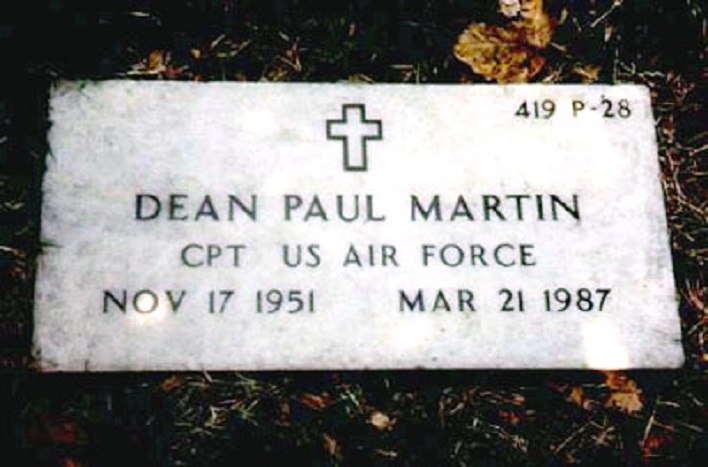 419 P-28
DEAN PAUL MARTIN
CPT US AIR FORCE
NOV 17 1951 MAR 21 1987